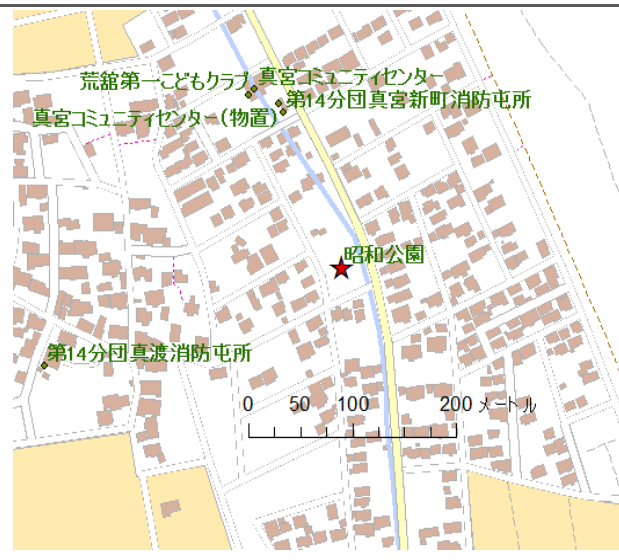 荒舘第一こどもクラブ
真宮コミュニティセンター
真宮コミュニティセンター(物置)
第14分団真宮新町消防屯所
昭和公園
第14分団真渡消防屯所
0 50 100 200 メートル